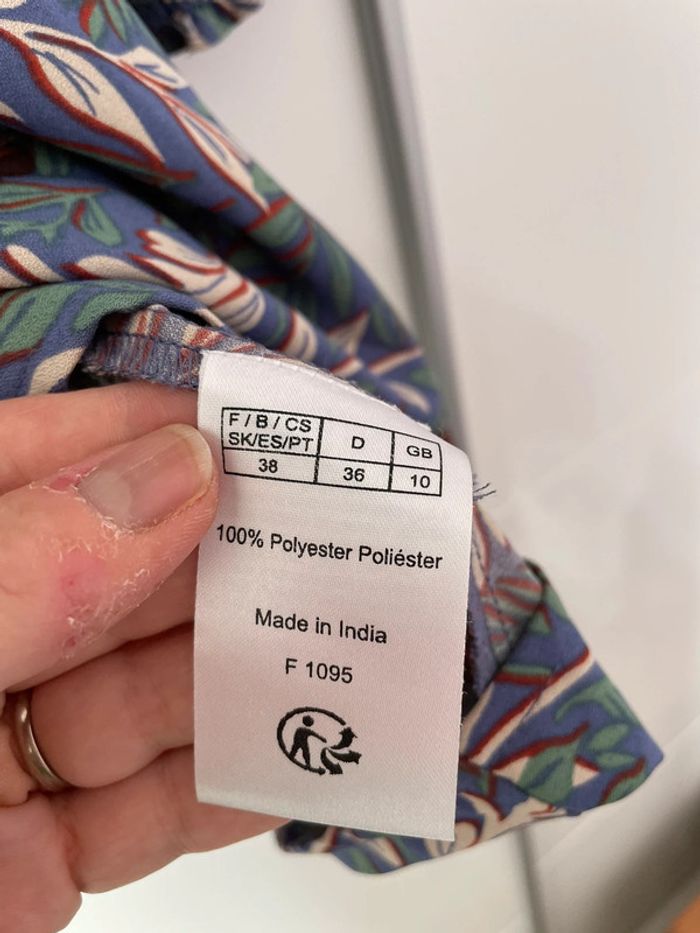 F / B / CS
SK/ES/PT
D
GB
38
36
10
100% Polyester Poliéster
Made in India
F 1095